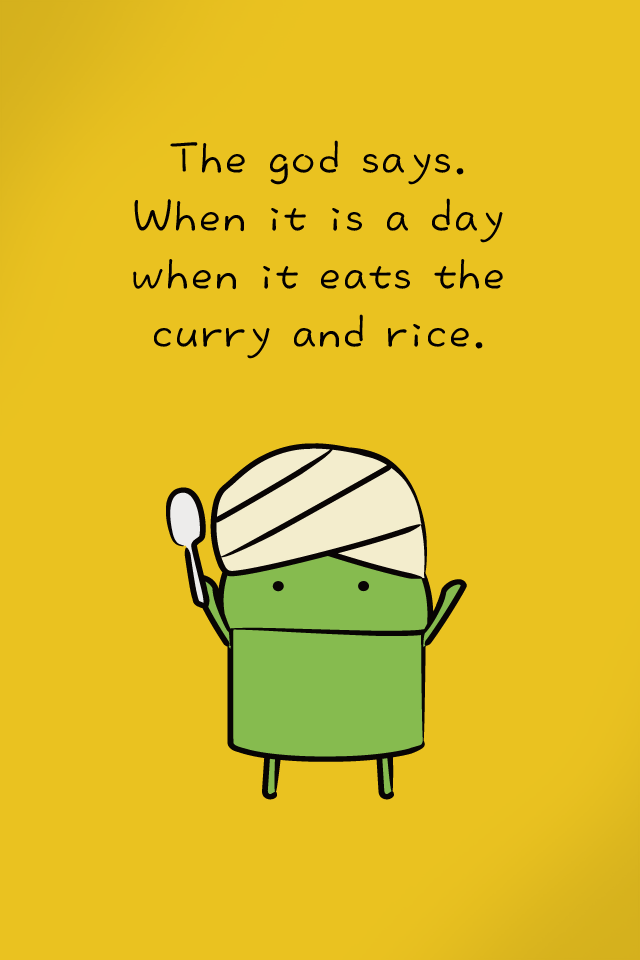 The god says.
When it is a day
when it eats the
curry and rice.